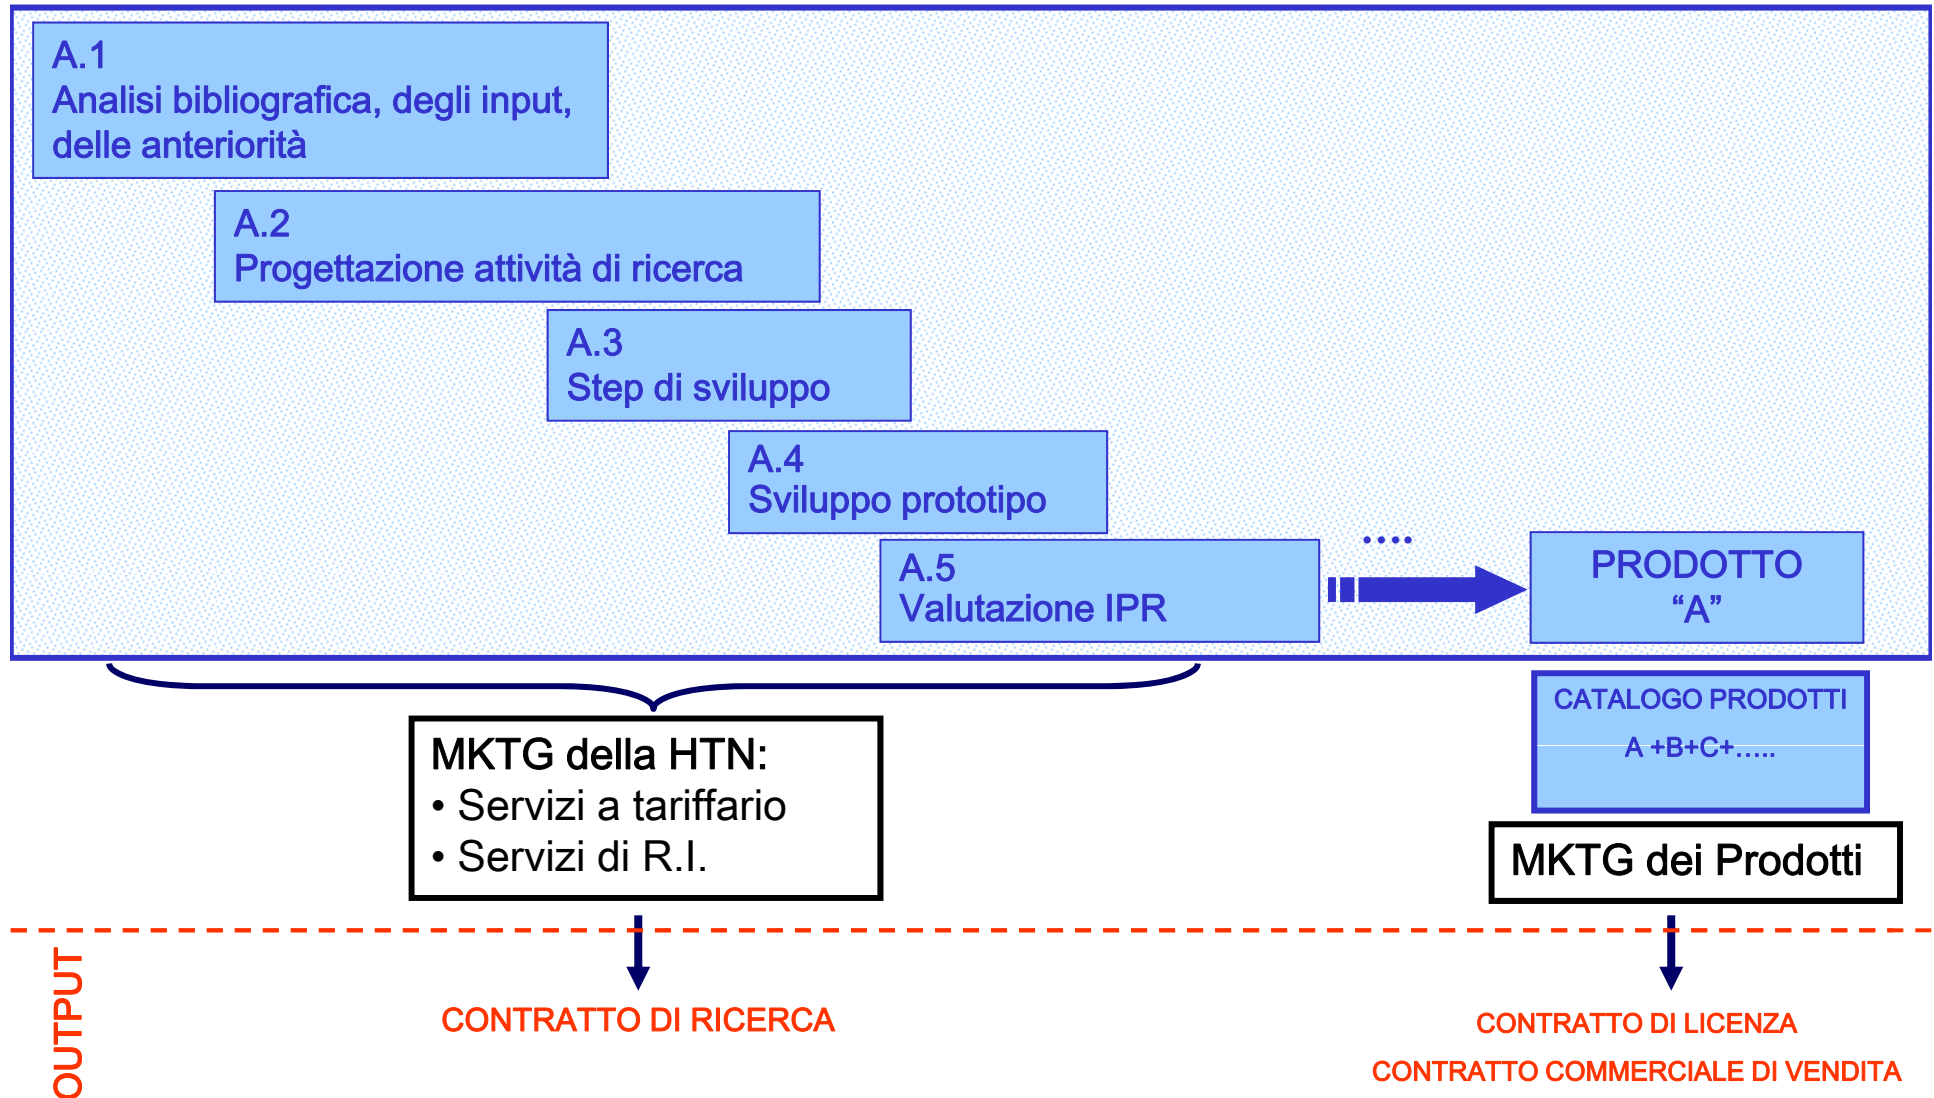 A.1
Analisi bibliografica, degli input,
delle anteriorità
A.2
Progettazione attività di ricerca
A.3
Step di sviluppo
A.4
Sviluppo prototipo
A.5
Valutazione IPR
....
PRODOTTO
“A”
CATALOGO PRODOTTI
A +B+C+…..
MKTG della HTN:
• Servizi a tariffario
• Servizi di R.I.
MKTG dei Prodotti
OUTPUT
CONTRATTO DI RICERCA
CONTRATTO DI LICENZA
CONTRATTO COMMERCIALE DI VENDITA